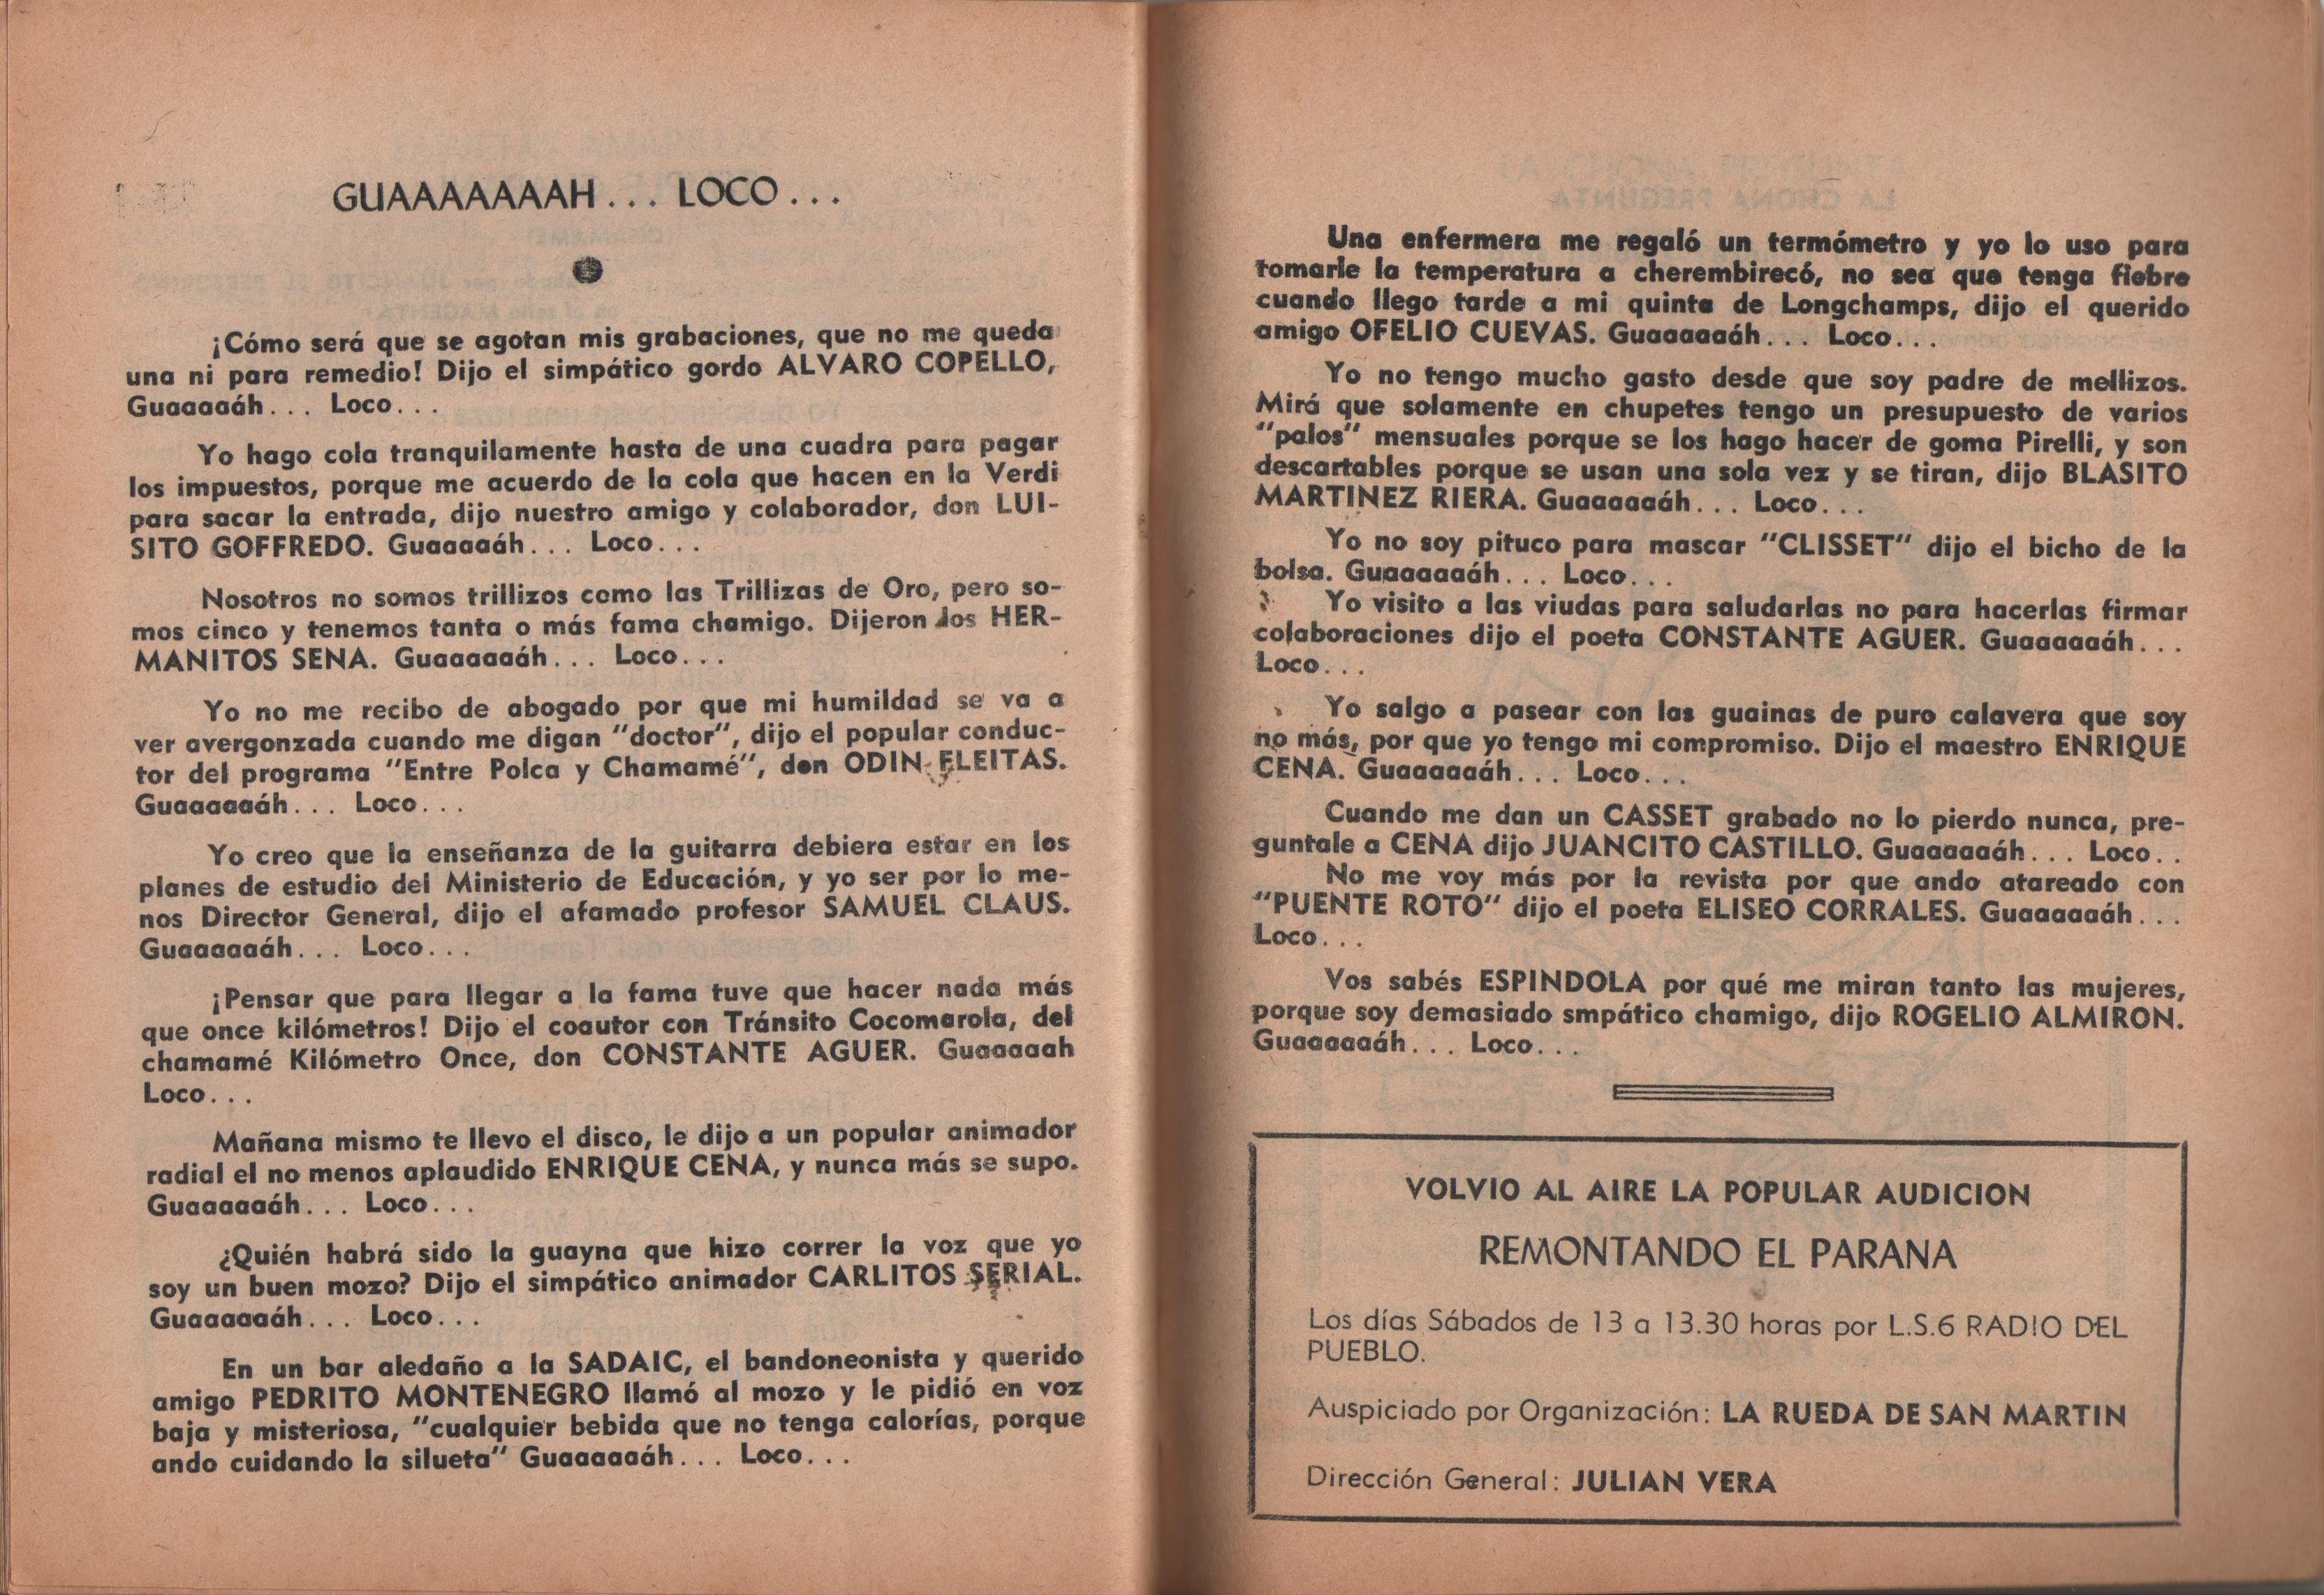 GUAAAAAAAH... LOCO...
¡Cómo será que se agotan mis grabaciones, que no me queda
una ni para remedio! Dijo el simpático gordo ALVARO COPELLO,
Guaaaaáh... Loco...
Yo hago cola tranquilamente hasta de una cuadra para pagar
los impuestos, porque me acuerdo de la cola que hacen en la Verdi
para sacar la entrada, dijo nuestro amigo y colaborador, don LUI-
SITO GOFFREDO. Guaaaaáh... Loco...
Nosotros no somos trillizos como las Trillizas de Oro, pero so-
mos cinco y tenemos tanta o más fama chamigo. Dijeron los HER-
MANITOS SENA. Guaaaaaáh... Loco...
Yo no me recibo de abogado por que mi humildad se va a
ver avergonzada cuando me digan "doctor", dijo el popular conduc-
tor del programa "Entre Polca y Chamamé", don ODIN ELEITAS.
Guaaaaaáh... Loco...
Yo creo que la enseñanza de la guitarra debiera estar en los
planes de estudio del Ministerio de Educación, y yo ser por lo me-
nos Director General, dijo el afamado profesor SAMUEL CLAUS.
Guaaaaaáh... Loco...
¡Pensar que para llegar a la fama tuve que hacer nada más
que once kilómetros! Dijo el coautor con Tránsito Cocomarola, del
chamamé Kilómetro Once, don CONSTANTE AGUER. Guaaaaah
Loco...
Mañana mismo te llevo el disco, le dijo a un popular animador
radial el no menos aplaudido ENRIQUE CENA, y nunca más se supo.
Guaaaaaáh... Loco...
¿Quién habrá sido la guayna que hizo correr la voz que yo
soy un buen mozo? Dijo el simpático animador CARLITOS SERIAL.
Guaaaaaáh... Loco...
En un bar aledaño a la SADAIC, el bandoneonista y querido
amigo PEDRITO MONTENEGRO llamó al mozo y le pidió en voz
baja y misteriosa, "cualquier bebida que no tenga calorías, porque
ando cuidando la silueta" Guaaaaaáh... Loco...
Una enfermera me regaló un termómetro y yo lo uso para
tomarle la temperatura a cherembirecó, no sea que tenga fiebre
cuando llego tarde a mi quinta de Longchamps, dijo el querido
amigo OFELIO CUEVAS. Guaaaaaáh... Loco...
Yo no tengo mucho gasto desde que soy padre de mellizos.
Mirá que solamente en chupetes tengo un presupuesto de varios
"palos" mensuales porque se los hago hacer de goma Pirelli, y son
descartables porque se usan una sola vez y se tiran, dijo BLASITO
MARTINEZ RIERA. Guaaaaaáh... Loco...
Yo no soy pituco para mascar "CLISSET" dijo el bicho de la
bolsa. Guaaaaaáh... Loco...
Yo visito a las viudas para saludarlas no para hacerlas firmar
colaboraciones dijo el poeta CONSTANTE AGUER. Guaaaaaáh...
Loco...
Yo salgo a pasear con las guainas de puro calavera que soy
no más, por que yo tengo mi compromiso. Dijo el maestro ENRIQUE
CENA. Guaaaaaáh... Loco...
Cuando me dan un CASSET grabado no lo pierdo nunca, pre-
guntale a CENA dijo JUANCITO CASTILLO. Guaaaaaáh... Loco..
No me voy más por la revista por que ando atareado con
"PUENTE ROTO" dijo el poeta ELISEO CORRALES. Guaaaaaáh...
Loco...
Vos sabés ESPINDOLA por qué me miran tanto las mujeres,
porque soy demasiado smpático chamigo, dijo ROGELIO ALMIRON.
Guaaaaaáh... Loco...
VOLVIO AL AIRE LA POPULAR AUDICION
REMONTANDO EL PARANA
Los días Sábados de 13 a 13.30 horas por L.S.6 RADIO DEL
PUEBLO.
Auspiciado por Organización: LA RUEDA DE SAN MARTIN
Dirección General: JULIAN VERA